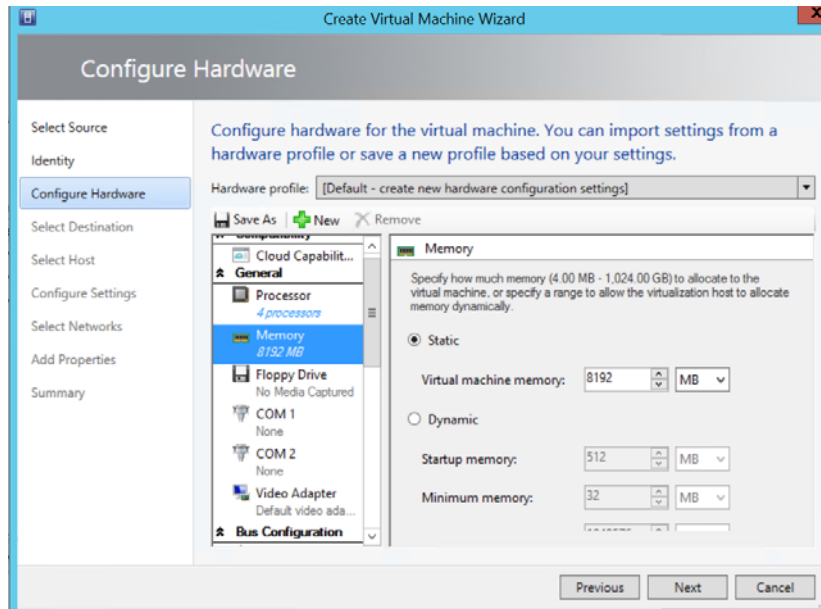 Create Virtual Machine Wizard
X
Configure Hardware
Select Source
Identity
Configure Hardware
Select Destination
Select Host
Configure Settings
Select Networks
Add Properties
Summary
Configure hardware for the virtual machine. You can import settings from a
hardware profile or save a new profile based on your settings.
Hardware profile: [Default - create new hardware configuration settings]
Save As New Remove
Compatibility
Cloud Capabilit...
General
Processor
4 processors
Memory
8192 MB
Floppy Drive
No Media Captured
COM 1
None
COM 2
None
Video Adapter
Default video ada...
Bus Configuration
Memory
Specify how much memory (4.00 MB - 1,024.00 GB) to allocate to the
virtual machine, or specify a range to allow the virtualization host to allocate
memory dynamically.
Static
Virtual machine memory: 8192 MB
Dynamic
Startup memory: 512 MB
Minimum memory: 32 MB
Previous Next Cancel